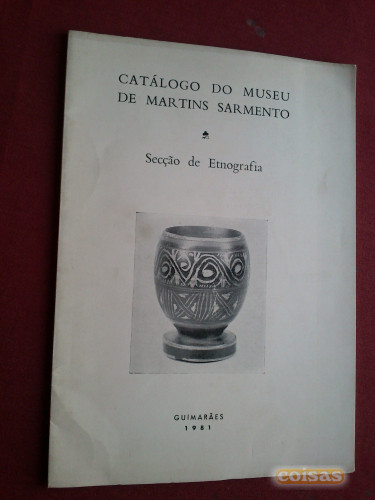 CATÁLOGO DO MUSEU
DE MARTINS SARMENTO
Secção de Etnografia
GUIMARÃES
1981
coisas